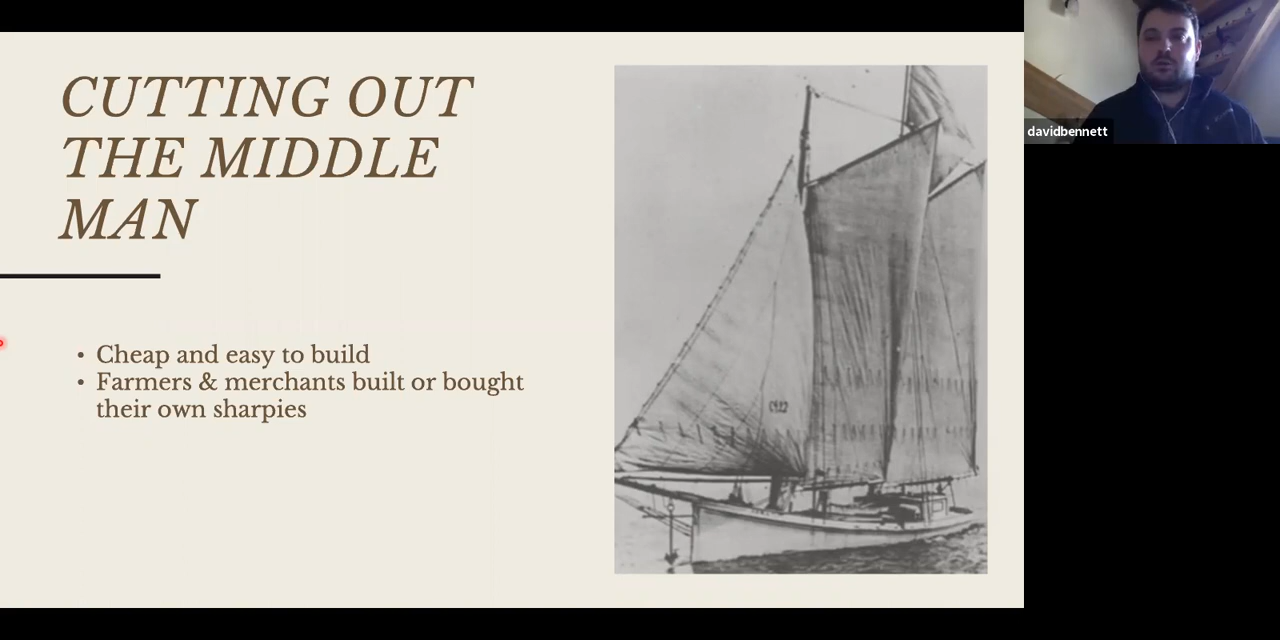 CUTTING OUT
THE MIDDLE
MAN
• Cheap and easy to build
• Farmers & merchants built or bought
their own sharpies
davidbennett